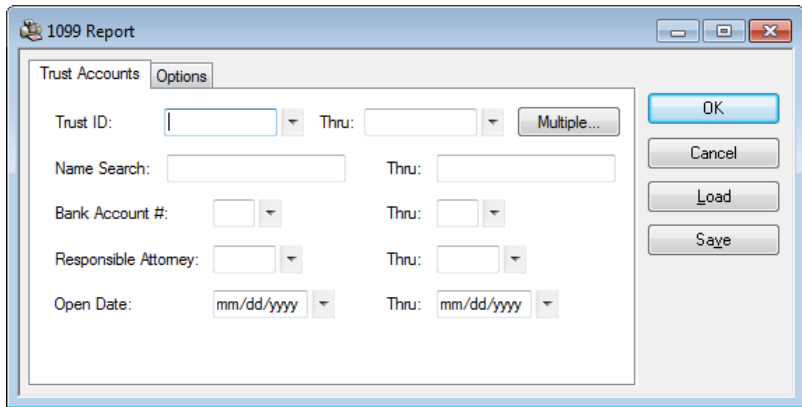 1099 Report
Trust Accounts Options
Trust ID: Thru: Multiple...
Name Search: Thru:
Bank Account #: Thru:
Responsible Attorney: Thru:
Open Date: mm/dd/yyyy Thru: mm/dd/yyyy
OK
Cancel
Load
Save